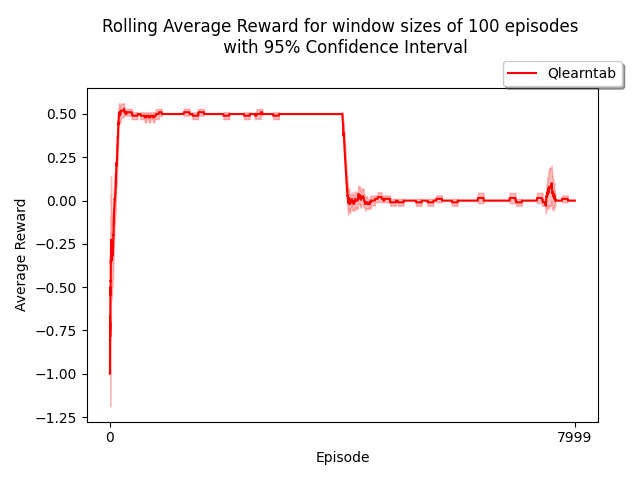 Rolling Average Reward for window sizes of 100 episodes
with 95% Confidence Interval
Qlearntab
0.50
0.25
0.00
−0.25
−0.50
−0.75
−1.00
−1.25
Average Reward
0 7999
Episode